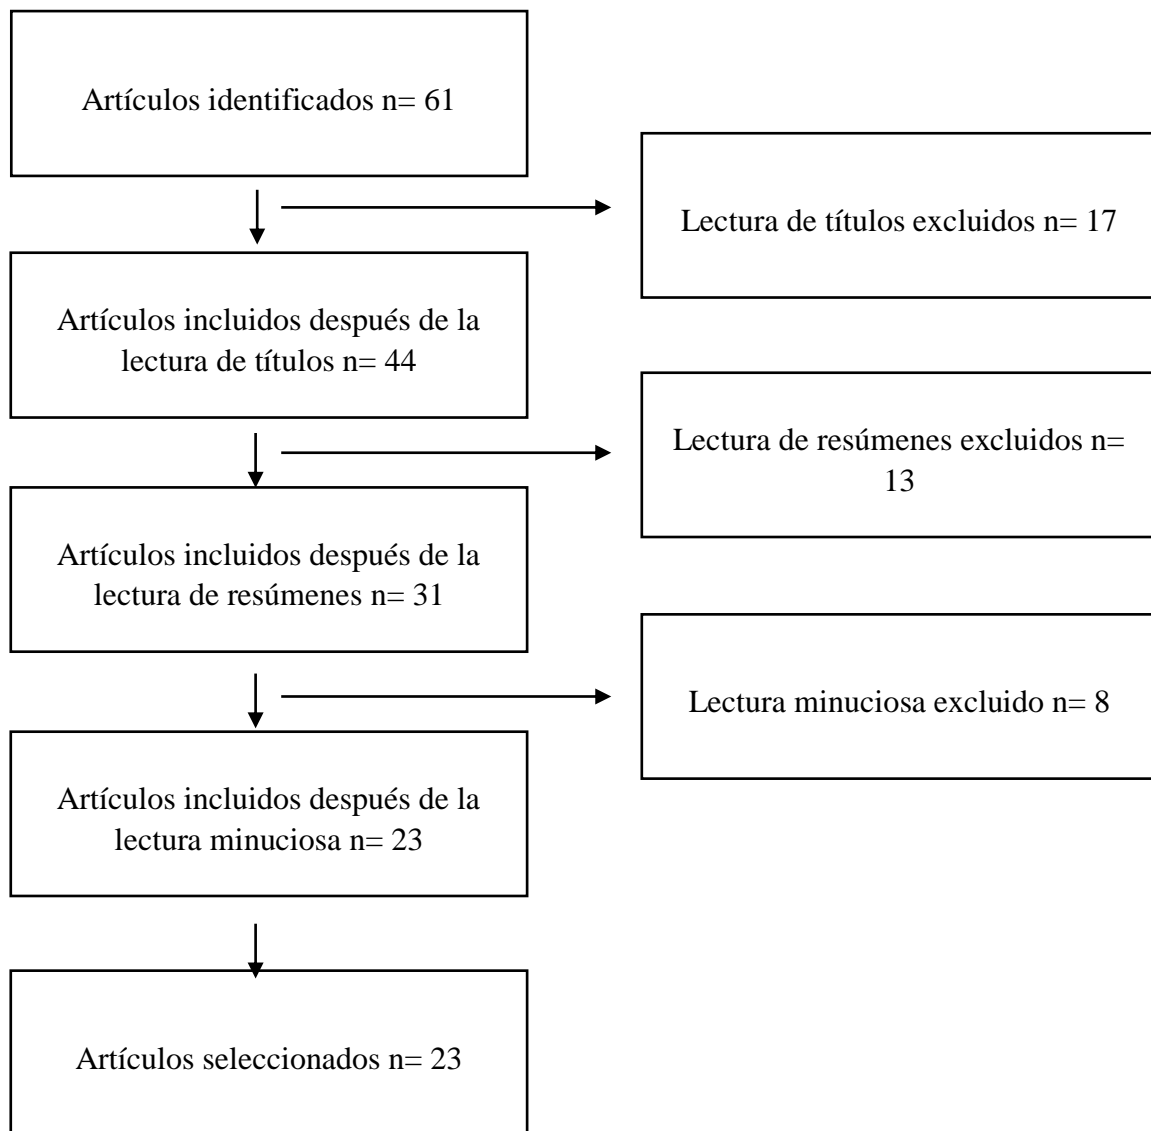 Artículos identificados n= 61
Lectura de títulos excluidos n= 17
Artículos incluidos después de la
lectura de títulos n= 44
Lectura de resúmenes excluidos n=
13
Artículos incluidos después de la
lectura de resúmenes n= 31
Lectura minuciosa excluido n= 8
Artículos incluidos después de la
lectura minuciosa n= 23
Artículos seleccionados n= 23